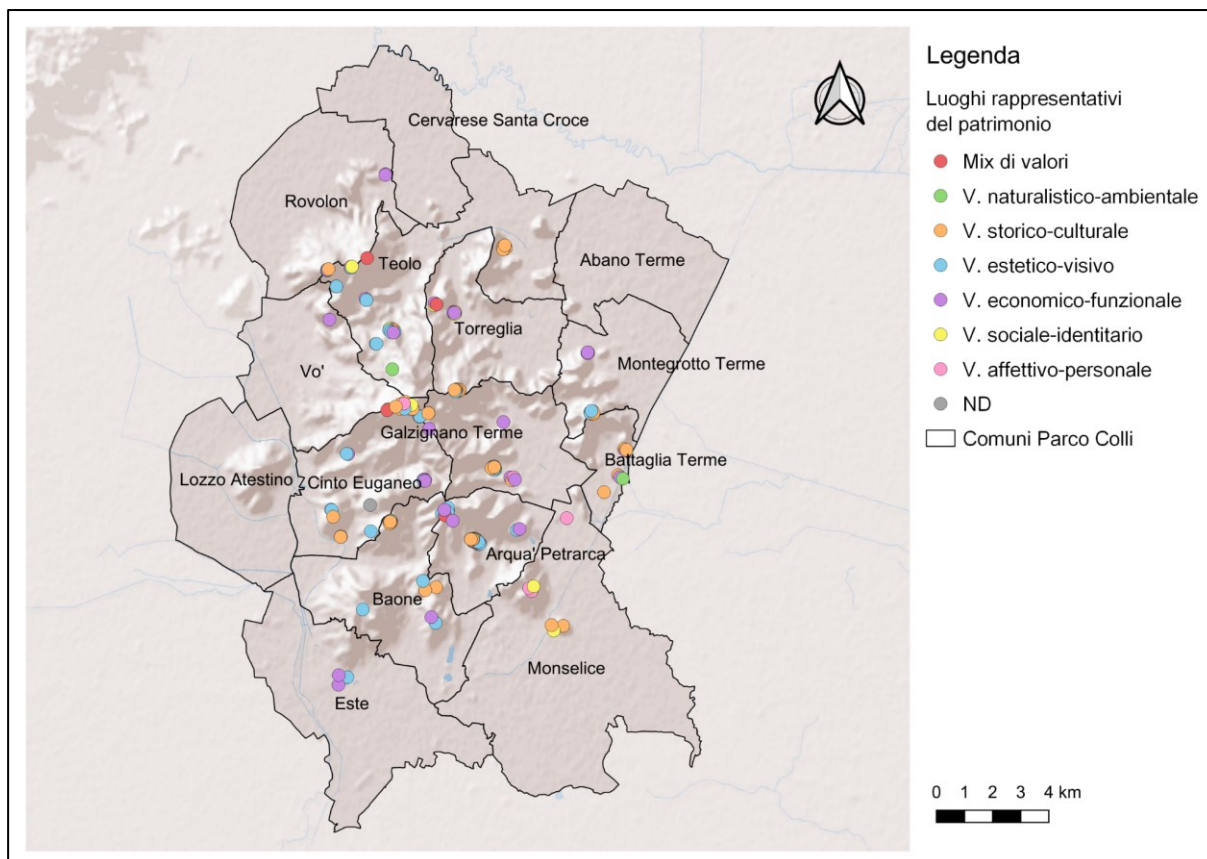 Cervarese Santa Croce
Rovolon
Teolo
Abano Terme
Torreglia
Montegrotto Terme
Vo'
Galzignano Terme
Battaglia Terme
Lozzo Atestino
Cinto Euganeo
Arqua' Petrarca
Baone
Monselice
Este
Legenda
Luoghi rappresentativi
del patrimonio
Mix di valori
V. naturalistico-ambientale
V. storico-culturale
V. estetico-visivo
V. economico-funzionale
V. sociale-identitario
V. affettivo-personale
ND
Comuni Parco Colli
0 1 2 3 4 km